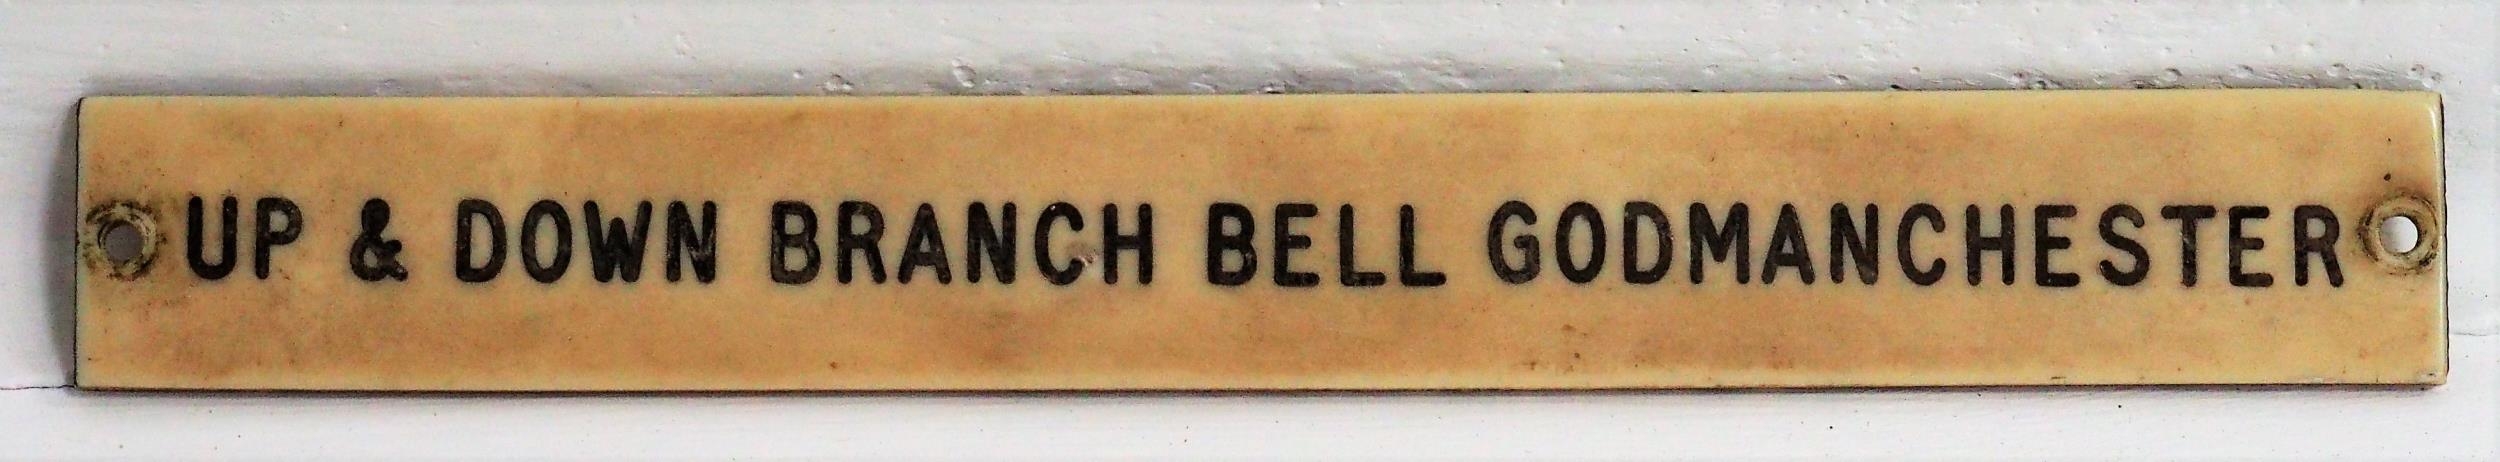 UP & DOWN BRANCH BELL GODMANCHESTER